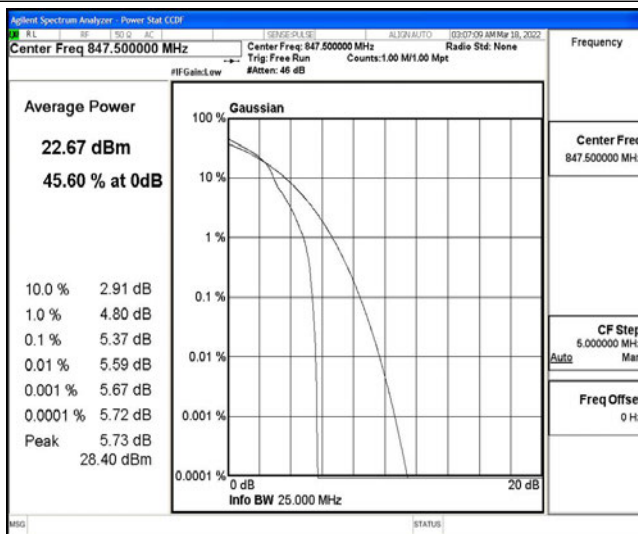 Agilent Spectrum Analyzer - Power Stat CCDF
RL RF 50 Ω AC SENSE:PULSE ALIGN AUTO 03:07:09 AM Mar 18, 2022
Center Freq 847.500000 MHz
Center Freq: 847.500000 MHz Radio Std: None
Trig: Free Run Counts:1.00 M/1.00 Mpt
#IFGain:Low #Atten: 46 dB
Frequency
Average Power
22.67 dBm
45.60 % at 0dB
10.0 % 2.91 dB
1.0 % 4.80 dB
0.1 % 5.37 dB
0.01 % 5.59 dB
0.001 % 5.67 dB
0.0001 % 5.72 dB
Peak 5.73 dB
28.40 dBm
Gaussian
100 %
10 %
1 %
0.1 %
0.01 %
0.001 %
0.0001 %
0 dB 20 dB
Info BW 25.000 MHz
Center Freq
847.500000 MHz
CF Step
5.000000 MHz
Auto Man
Freq Offse
0 Hz
MSG STATUS